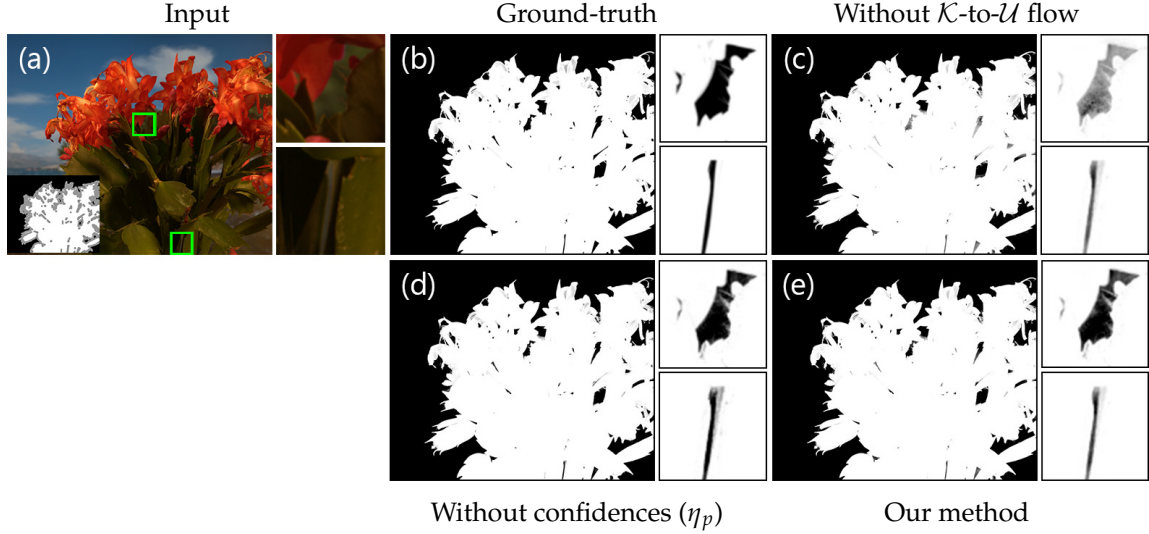 Input
Ground-truth
Without 𝒦-to-𝒰 flow
(a)
(b)
(c)
(d)
(e)
Without confidences (ηₚ)
Our method